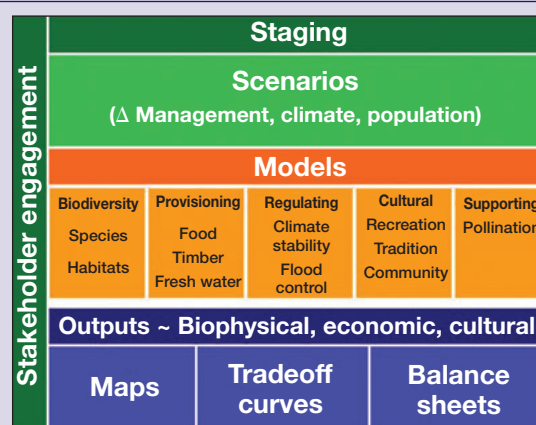 Stakeholder engagement
Staging
Scenarios
(Δ Management, climate, population)
Models
Biodiversity
Species
Habitats
Provisioning
Food
Timber
Fresh water
Regulating
Climate
stability
Flood
control
Cultural
Recreation
Tradition
Community
Supporting
Pollination
Outputs ~ Biophysical, economic, cultural
Maps
Tradeoff
curves
Balance
sheets